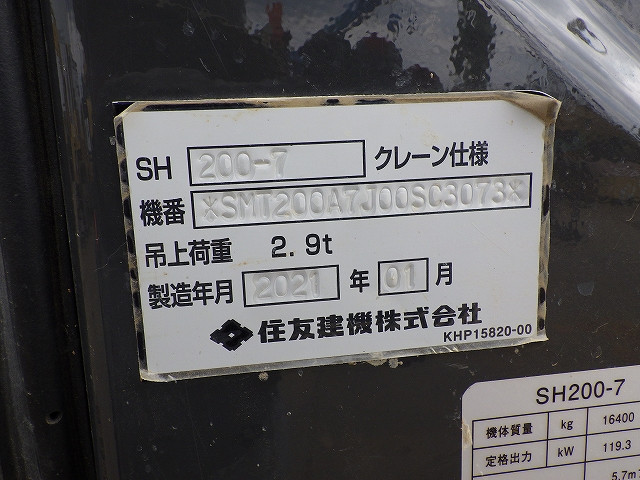 SH 200-7 クレーン仕様
機番 *SMT200A7J00SC3073*
吊上荷重 2.9t
製造年月 2021 年 01 月
住友建機株式会社
KHP15820-00
SH200-7
機体質量 kg 16400
定格出力 kW 119.3